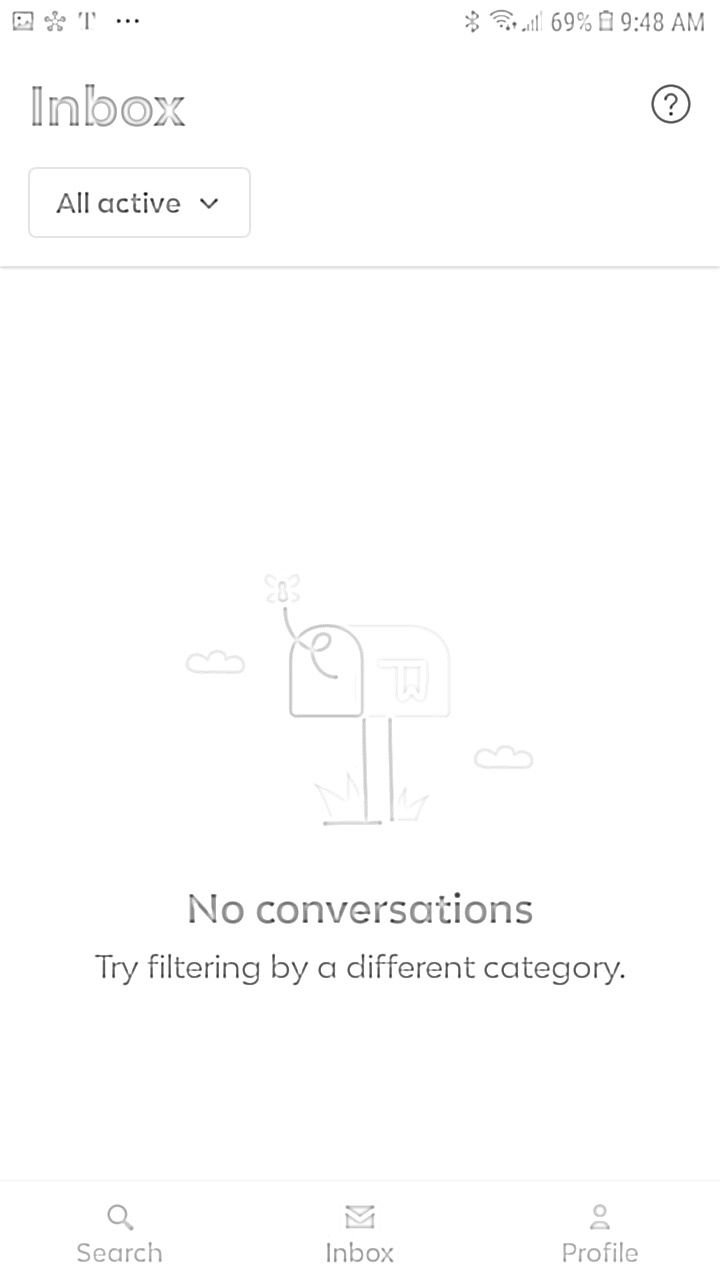 T ... 69% 9:48 AM
Inbox
All active
No conversations
Try filtering by a different category.
Search Inbox Profile